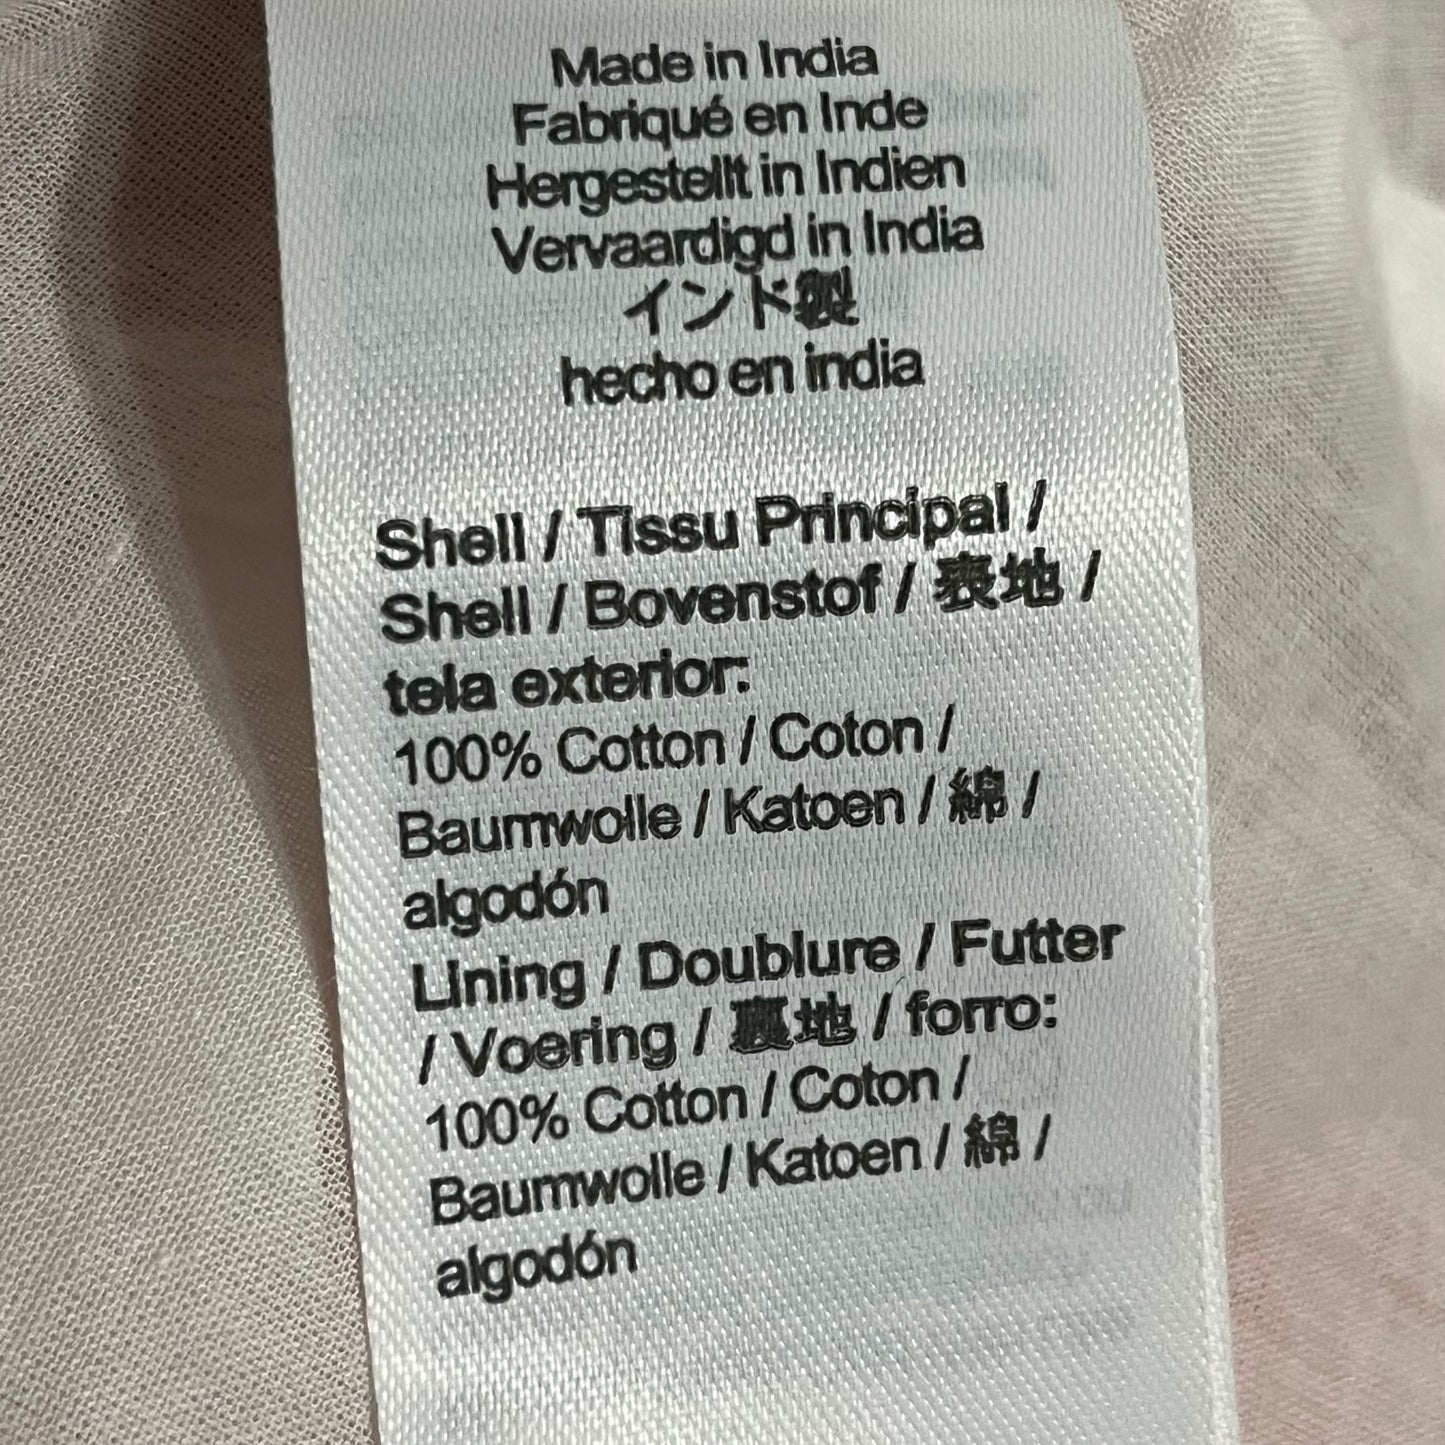 Made in India
Fabriqué en Inde
Hergestellt in Indien
Vervaardigd in India
インド製
hecho en india
Shell / Tissu Principal /
Shell / Bovenstof / 表地 /
tela exterior:
100% Cotton / Coton /
Baumwolle / Katoen / 綿 /
algodón
Lining / Doublure / Futter
/ Voering / 裏地 / forro:
100% Cotton / Coton /
Baumwolle / Katoen / 綿 /
algodón